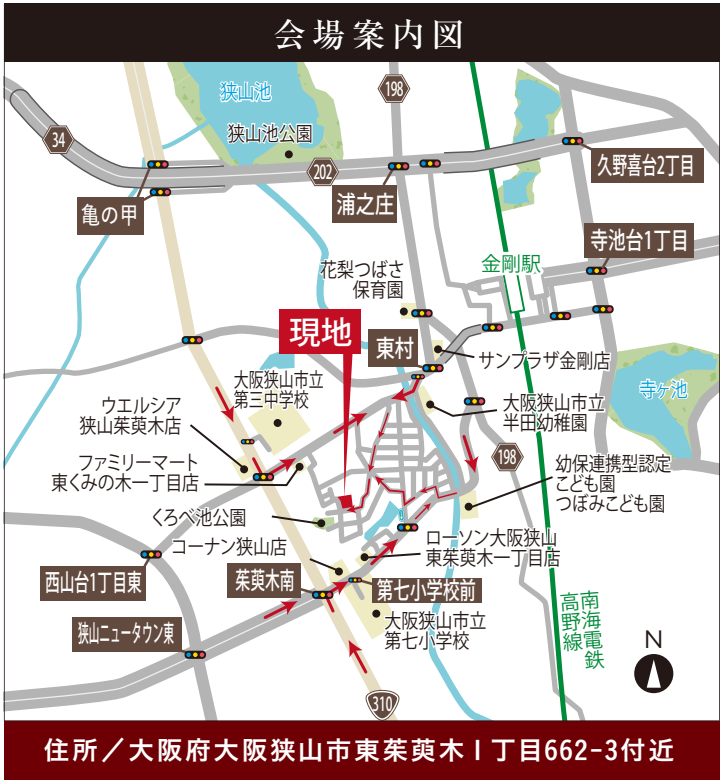 会場案内図
狭山池
198
狭山池公園
34
202
久野喜台2丁目
亀の甲
浦之庄
寺池台1丁目
金剛駅
花梨つばさ
保育園
現地
東村
サンプラザ金剛店
大阪狭山市立
第三中学校
寺ヶ池
ウエルシア
狭山茱萸木店
大阪狭山市立
半田幼稚園
ファミリーマート
東くみの木一丁目店
198
幼保連携型認定
こども園
つぼみこども園
くろべ池公園
コーナン狭山店
ローソン大阪狭山
東茱萸木一丁目店
西山台1丁目東
茱萸木南
第七小学校前
狭山ニュータウン東
大阪狭山市立
第七小学校
南海電鉄
高野線
N
310
住所／大阪府大阪狭山市東茱萸木1丁目662-3付近